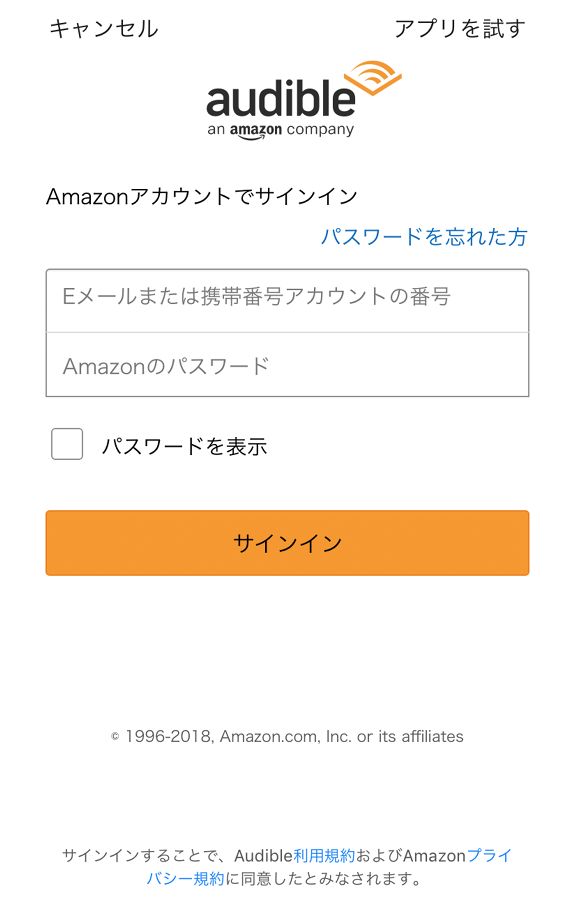 キャンセル アプリを試す
audible
an amazon company
Amazonアカウントでサインイン
パスワードを忘れた方
Eメールまたは携帯番号アカウントの番号
Amazonのパスワード
パスワードを表示
サインイン
© 1996-2018, Amazon.com, Inc. or its affiliates
サインインすることで、Audible利用規約およびAmazonプライ
バシー規約に同意したとみなされます。